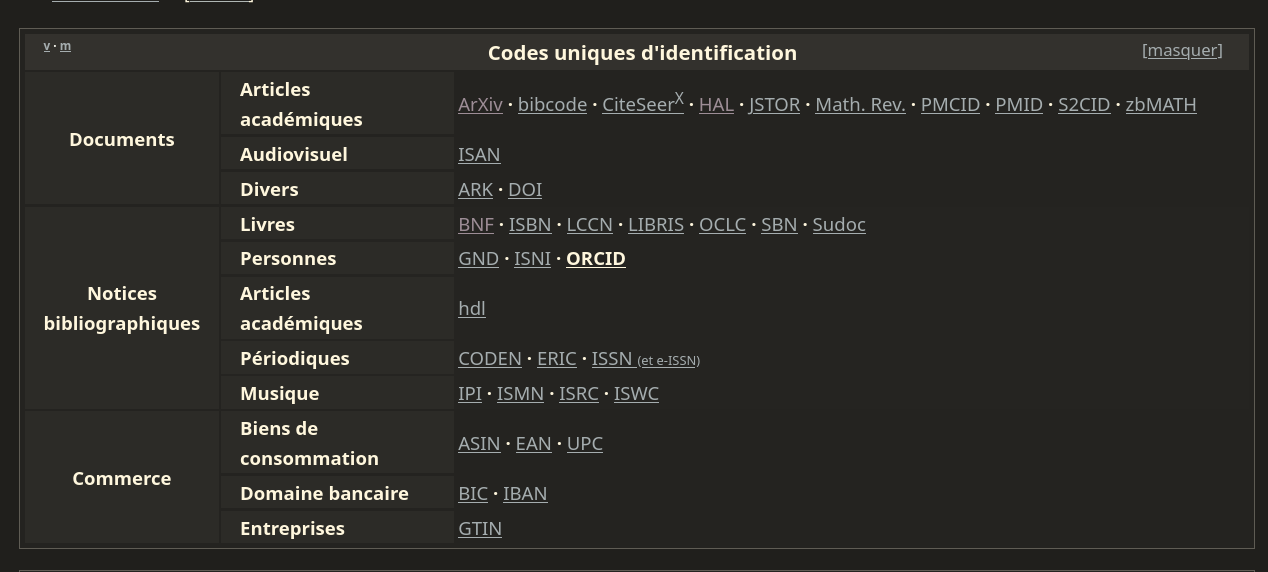 v · m
Codes uniques d'identification
[masquer]
Documents
Articles
académiques
ArXiv · bibcode · CiteSeerX · HAL · JSTOR · Math. Rev. · PMCID · PMID · S2CID · zbMATH
Audiovisuel
ISAN
Divers
ARK · DOI
Notices
bibliographiques
Livres
BNF · ISBN · LCCN · LIBRIS · OCLC · SBN · Sudoc
Personnes
GND · ISNI · ORCID
Articles
académiques
hdl
Périodiques
CODEN · ERIC · ISSN (et e-ISSN)
Musique
IPI · ISMN · ISRC · ISWC
Commerce
Biens de
consommation
ASIN · EAN · UPC
Domaine bancaire
BIC · IBAN
Entreprises
GTIN